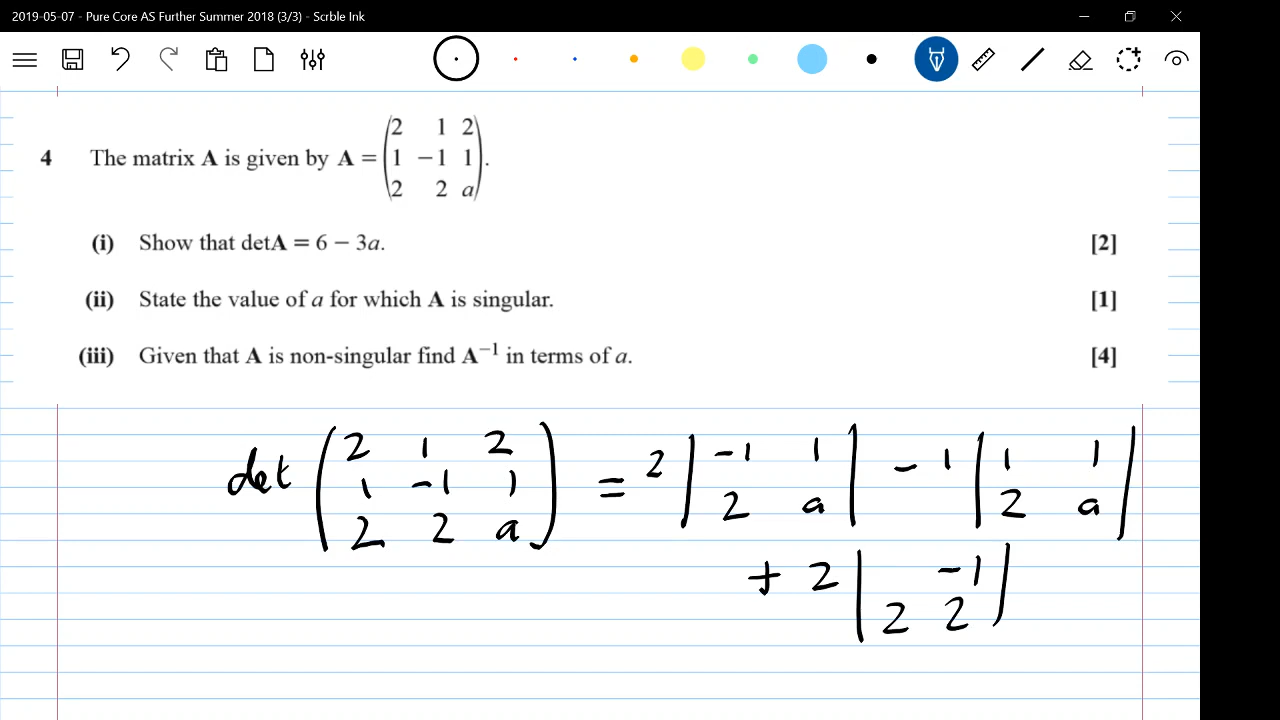 2019-05-07 - Pure Core AS Further Summer 2018 (3/3) - Scrble Ink
4 The matrix A is given by A = (2 1 2
1 −1 1
2 2 a).
(i) Show that detA = 6 − 3a. [2]
(ii) State the value of a for which A is singular. [1]
(iii) Given that A is non-singular find A⁻¹ in terms of a. [4]
det (2 1 2
1 -1 1
2 2 a) = 2 | -1 1
2 a | - 1 | 1 1
2 a |
+ 2 | -1
2 2 |